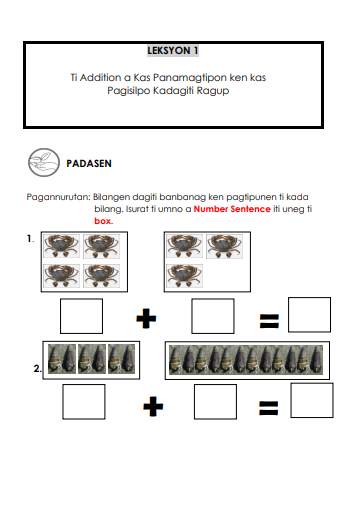 LEKSYON 1
Ti Addition a Kas Panamagtipon ken kas
Pagisilpo Kadagiti Ragup
PADASEN
Pagannurutan: Bilangen dagiti banbanag ken pagtipunen ti kada
bilang. Isurat ti umno a Number Sentence iti uneg ti
box.
1.
+ =
2.
+ =